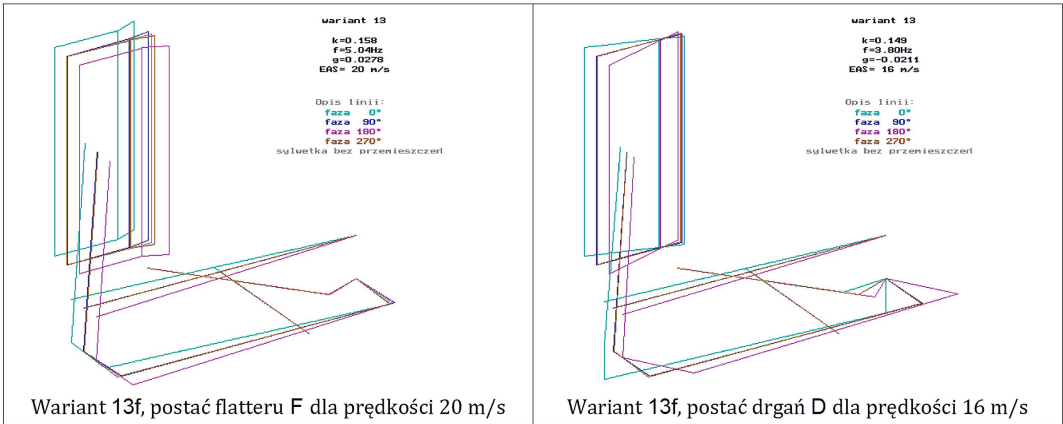 wariant 13
k=0.158
f=5.04Hz
g=0.0278
EAS= 20 m/s
Opis linii:
faza 0°
faza 90°
faza 180°
faza 270°
sylwetka bez przemieszczeń
Wariant 13f, postać flatteru F dla prędkości 20 m/s
wariant 13
k=0.149
f=3.80Hz
g=-0.0211
EAS= 16 m/s
Opis linii:
faza 0°
faza 90°
faza 180°
faza 270°
sylwetka bez przemieszczeń
Wariant 13f, postać drgań D dla prędkości 16 m/s